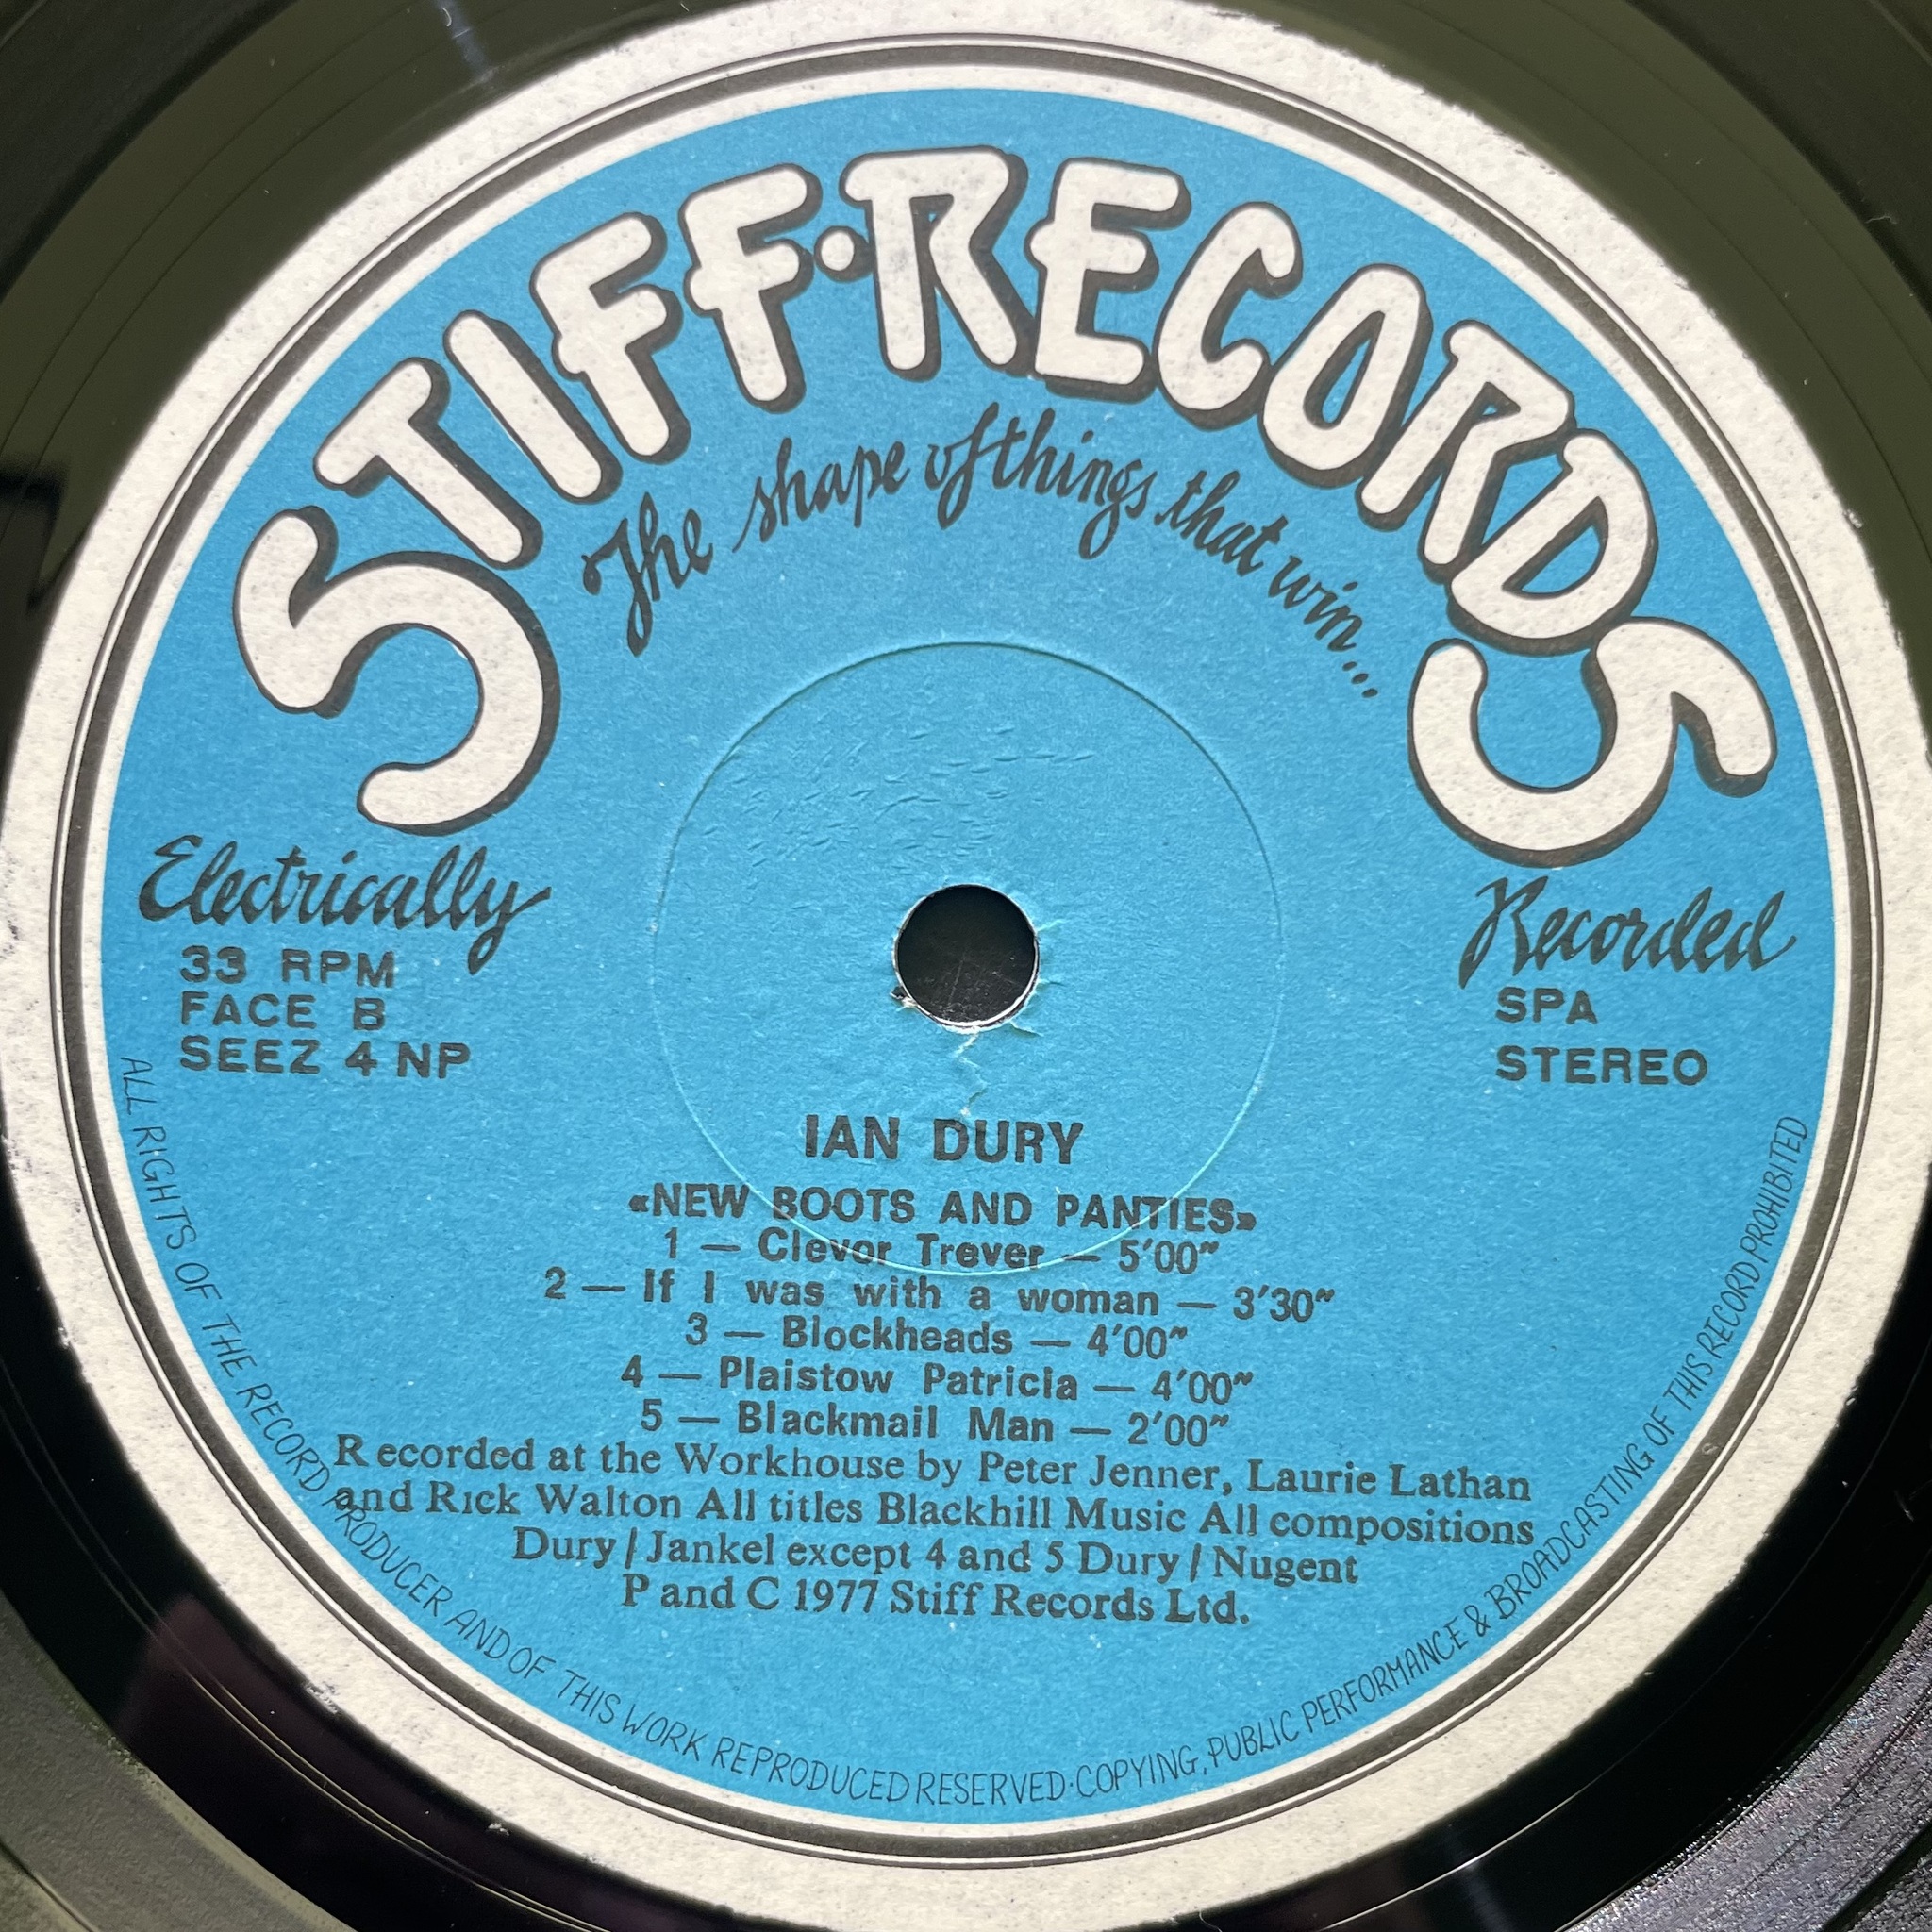 STIFF·RECORDS
The shape of things that win...
Electrically
Recorded
33 RPM
FACE B
SEEZ 4 NP
SPA
STEREO
IAN DURY
«NEW BOOTS AND PANTIES»
1 — Clevor Trever — 5'00"
2 — If I was with a woman — 3'30"
3 — Blockheads — 4'00"
4 — Plaistow Patricia — 4'00"
5 — Blackmail Man — 2'00"
R ecorded at the Workhouse by Peter Jenner, Laurie Lathan
and Rick Walton All titles Blackhill Music All compositions
Dury / Jankel except 4 and 5 Dury / Nugent
P and C 1977 Stiff Records Ltd.
ALL RIGHTS OF THE RECORD PRODUCER AND OF THIS WORK REPRODUCED RESERVED·COPYING, PUBLIC PERFORMANCE & BROADCASTING OF THIS RECORD PROHIBITED